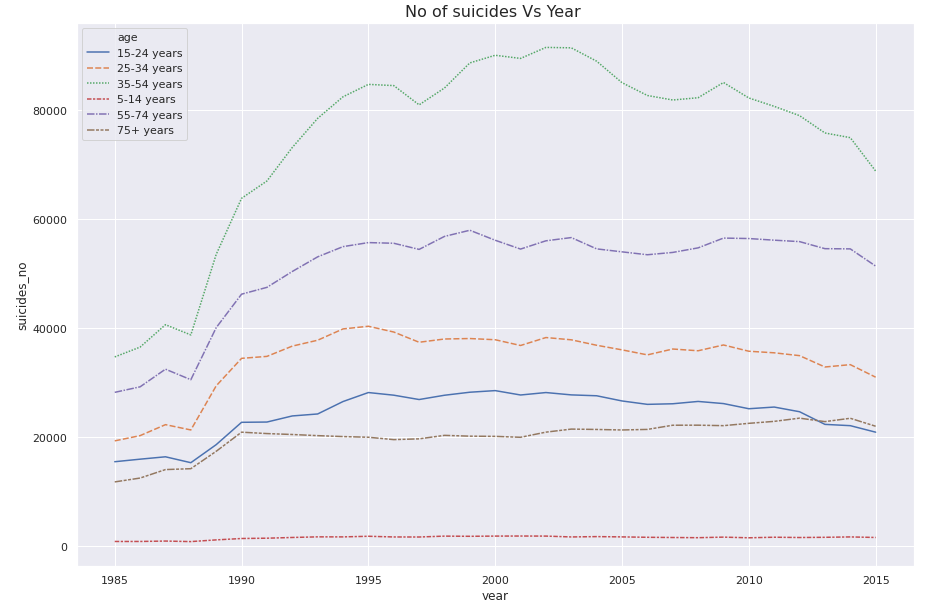 No of suicides Vs Year
age
15-24 years
25-34 years
35-54 years
5-14 years
55-74 years
75+ years
80000
60000
40000
20000
0
suicides_no
1985 1990 1995 2000 2005 2010 2015
year